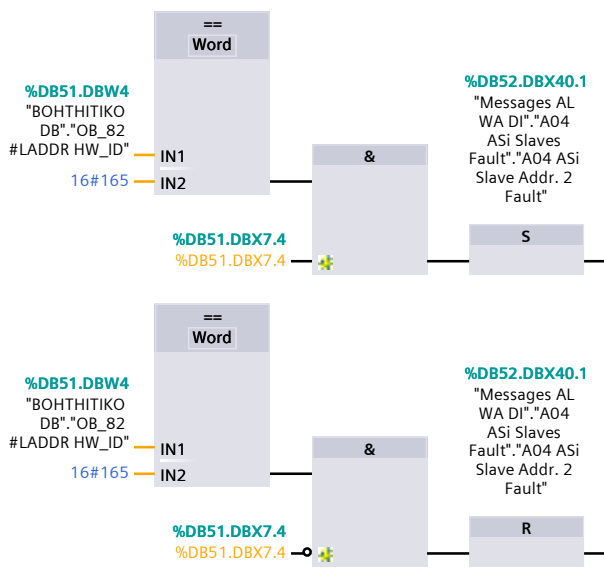 ==
Word
%DB51.DBW4
"BOHTHITIKO
DB"."OB_82
#LADDR HW_ID"
IN1
16#165
IN2
&
%DB51.DBX7.4
%DB51.DBX7.4
%DB52.DBX40.1
"Messages AL
WA DI"."A04
ASi Slaves
Fault"."A04 ASi
Slave Addr. 2
Fault"
S
==
Word
%DB51.DBW4
"BOHTHITIKO
DB"."OB_82
#LADDR HW_ID"
IN1
16#165
IN2
&
%DB51.DBX7.4
%DB51.DBX7.4
%DB52.DBX40.1
"Messages AL
WA DI"."A04
ASi Slaves
Fault"."A04 ASi
Slave Addr. 2
Fault"
R